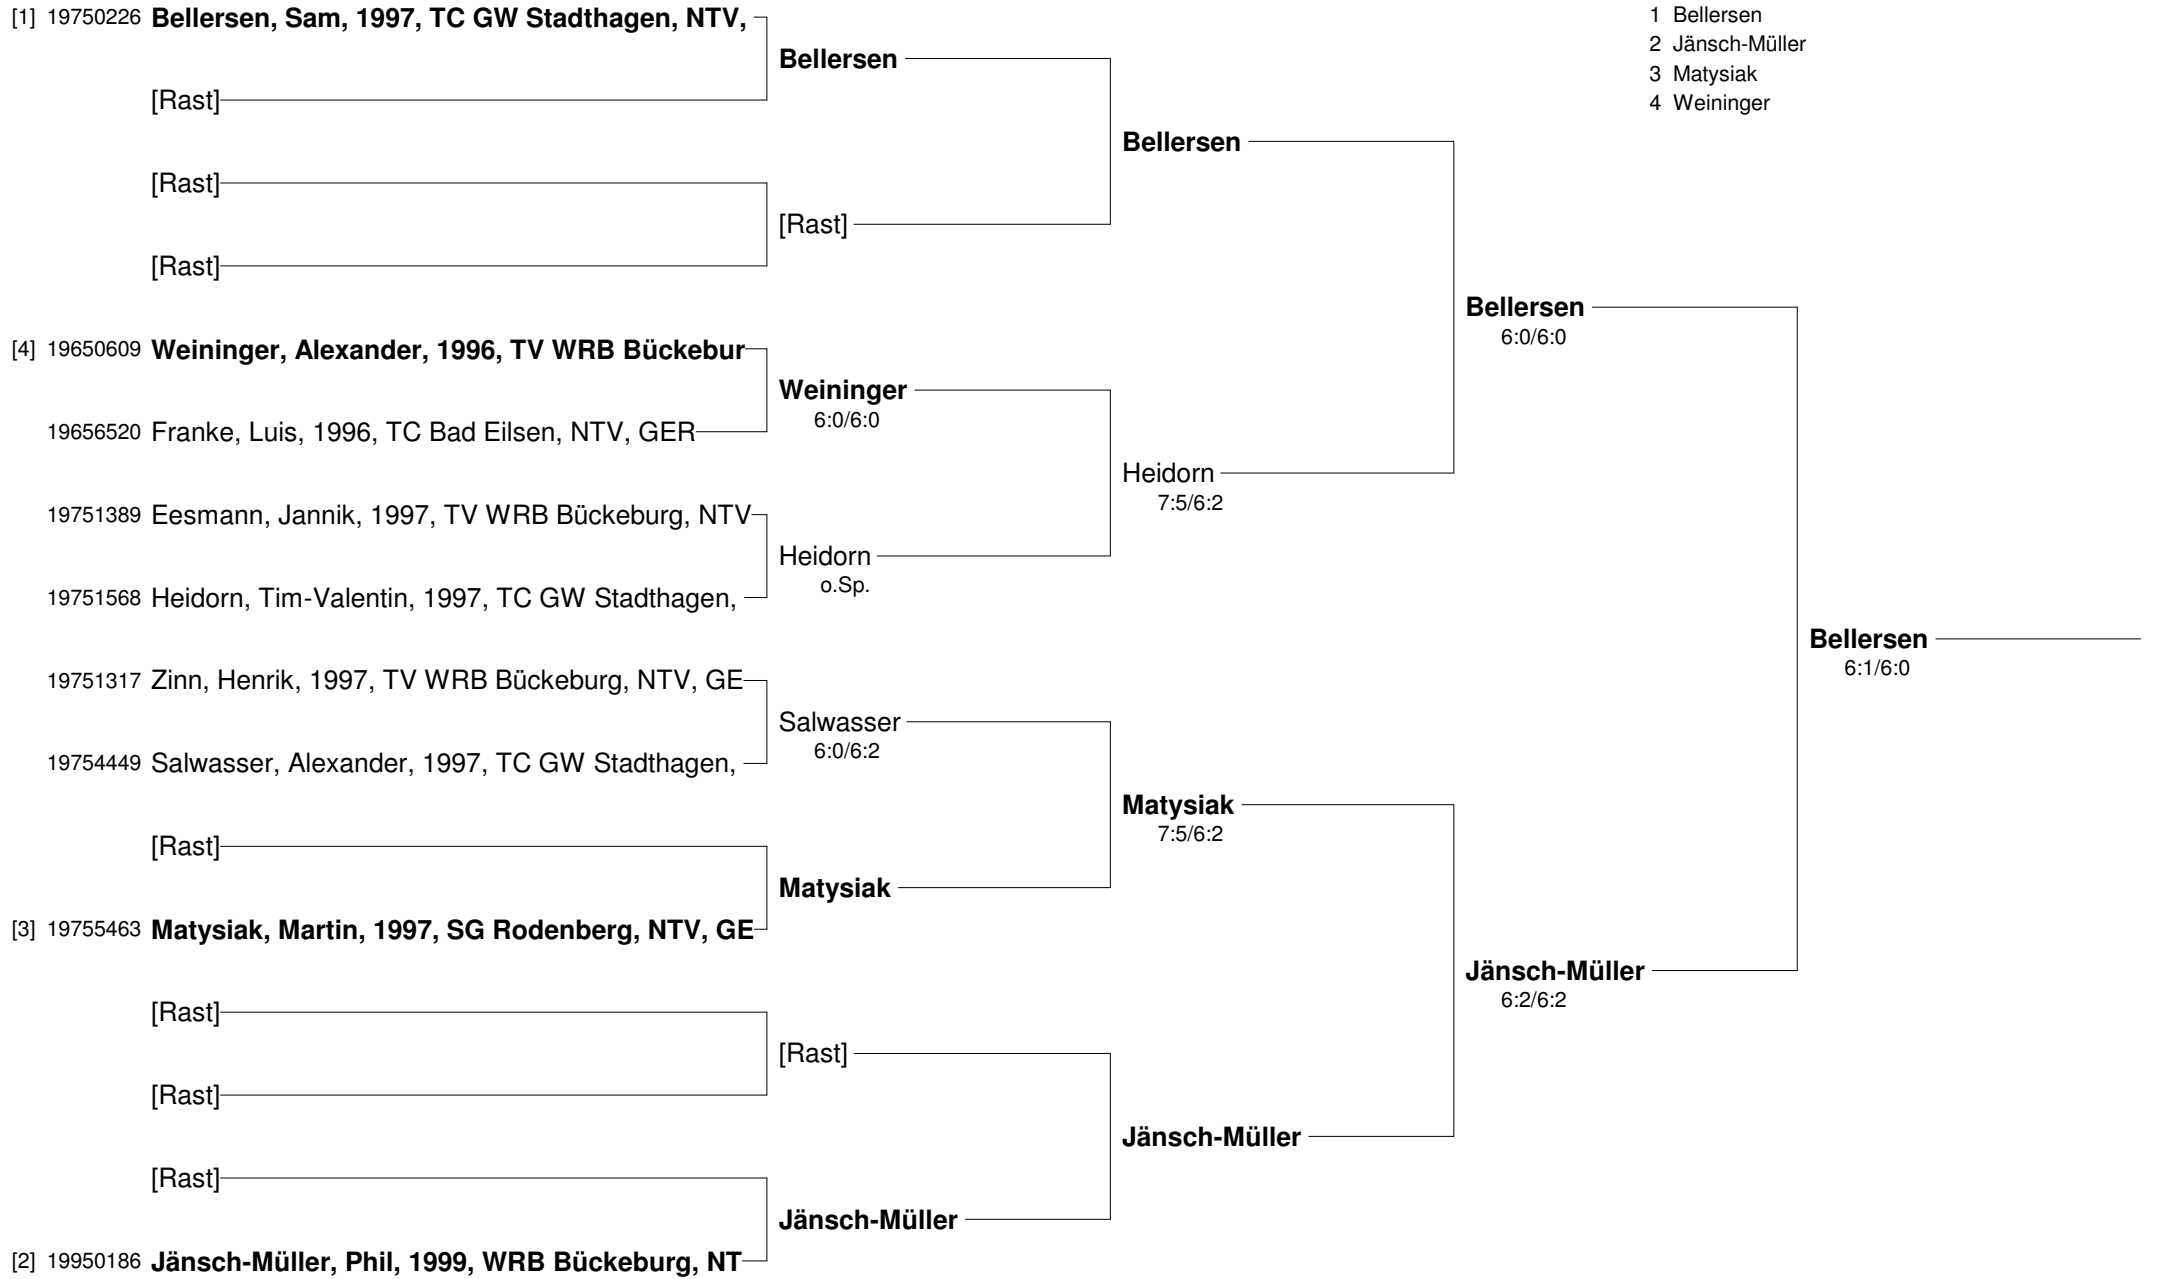 [1] 19750226 Bellersen, Sam, 1997, TC GW Stadthagen, NTV,
[Rast]
[Rast]
[Rast]
[4] 19650609 Weininger, Alexander, 1996, TV WRB Bückebur
19656520 Franke, Luis, 1996, TC Bad Eilsen, NTV, GER
19751389 Eesmann, Jannik, 1997, TV WRB Bückeburg, NTV
19751568 Heidorn, Tim-Valentin, 1997, TC GW Stadthagen,
19751317 Zinn, Henrik, 1997, TV WRB Bückeburg, NTV, GE
19754449 Salwasser, Alexander, 1997, TC GW Stadthagen,
[Rast]
[3] 19755463 Matysiak, Martin, 1997, SG Rodenberg, NTV, GE
[Rast]
[Rast]
[Rast]
[2] 19950186 Jänsch-Müller, Phil, 1999, WRB Bückeburg, NT
Bellersen
[Rast]
Weininger
6:0/6:0
Heidorn
o.Sp.
Salwasser
6:0/6:2
Matysiak
[Rast]
Jänsch-Müller
Bellersen
Heidorn
7:5/6:2
Matysiak
7:5/6:2
Jänsch-Müller
Bellersen
6:0/6:0
Jänsch-Müller
6:2/6:2
Bellersen
6:1/6:0
1 Bellersen
2 Jänsch-Müller
3 Matysiak
4 Weininger